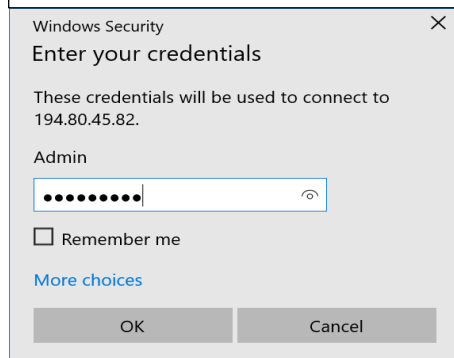 Windows Security
Enter your credentials
These credentials will be used to connect to
194.80.45.82.
Admin
●●●●●●●●●
Remember me
More choices
OK Cancel